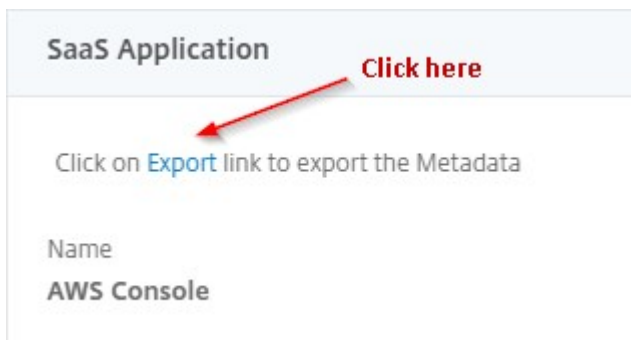 SaaS Application
Click here
Click on Export link to export the Metadata
Name
AWS Console